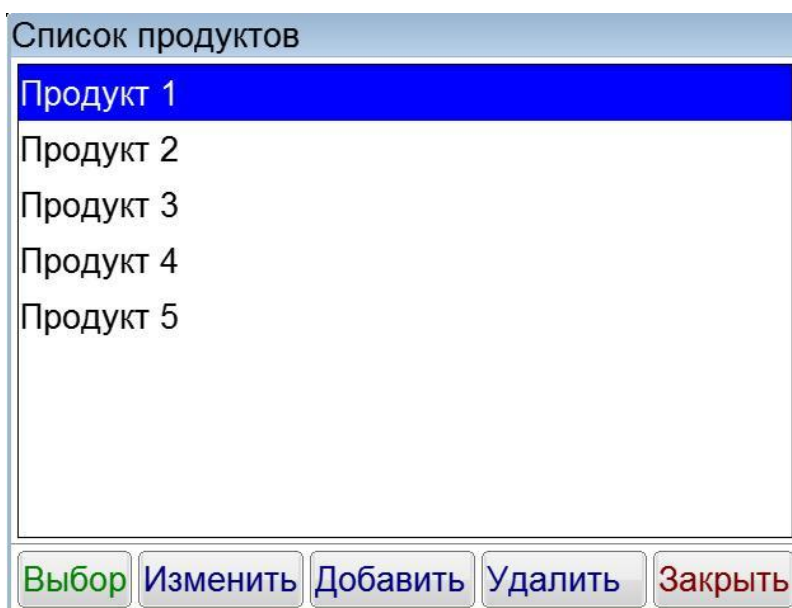 Список продуктов
Продукт 1
Продукт 2
Продукт 3
Продукт 4
Продукт 5
Выбор Изменить Добавить Удалить Закрыть